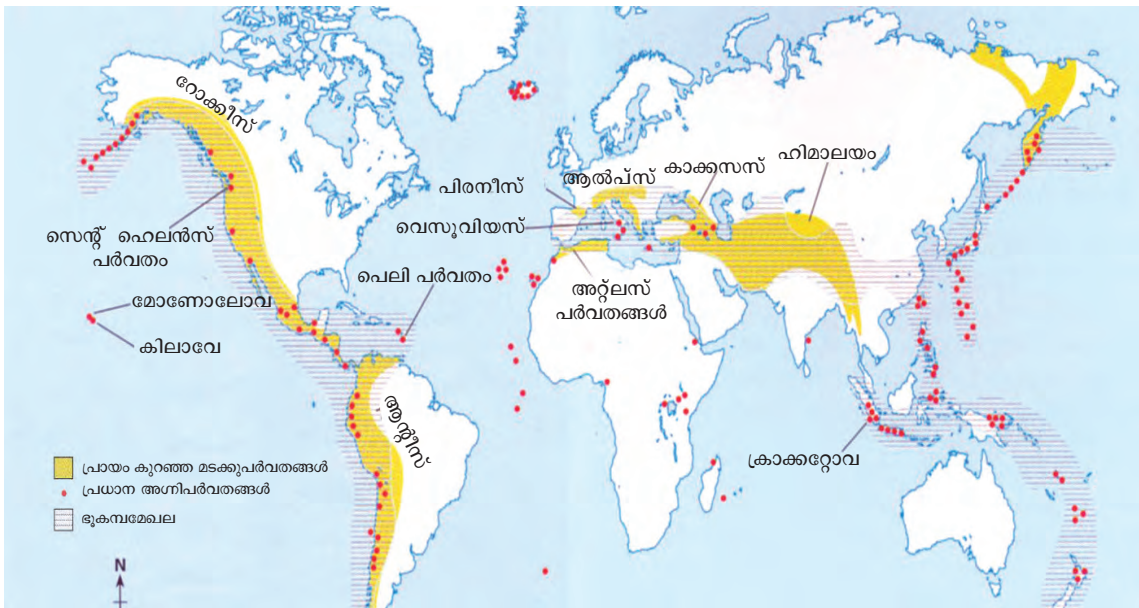 റോക്കീസ്
ഹിമാലയം
ആൽപ്സ്
കാക്കസസ്
പിരനീസ്
വെസൂവിയസ്
സെന്റ് ഹെലൻസ്
പർവതം
പെലി പർവതം
മോണോലോവ
അറ്റ്ലസ്
പർവതങ്ങൾ
കിലാവേ
ആന്റീസ്
ക്രാക്കറ്റോവ
പ്രായം കുറഞ്ഞ മടക്കുപർവതങ്ങൾ
പ്രധാന അഗ്നിപർവതങ്ങൾ
ഭൂകമ്പമേഖല
N